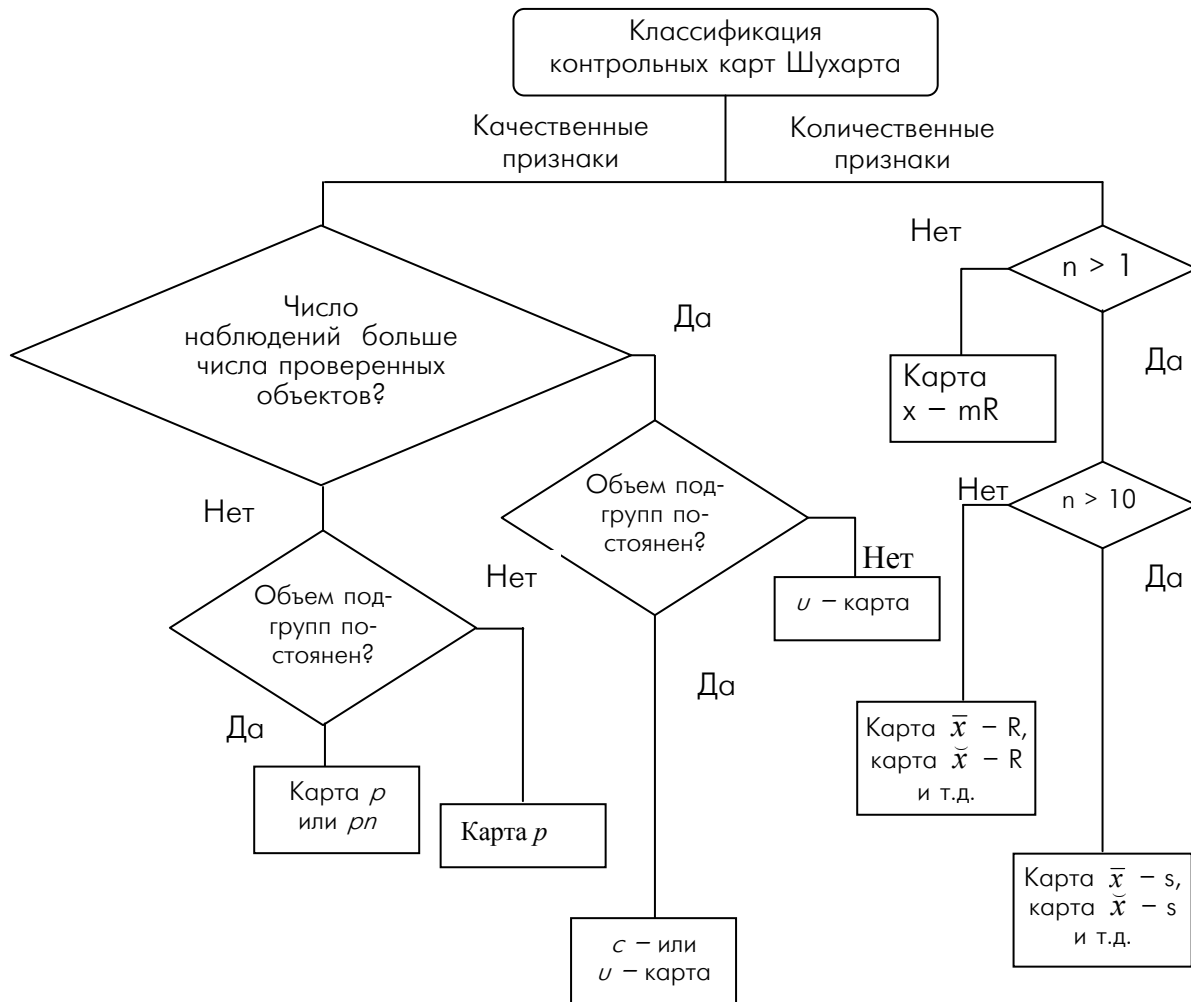 Классификация
контрольных карт Шухарта
Качественные
признаки
Количественные
признаки
Нет
n > 1
Число
наблюдений больше
числа проверенных
объектов?
Да
Да
Карта
x – mR
Нет
Объем под-
групп по-
стоянен?
Нет
n > 10
Нет
Нет
Да
Объем под-
групп по-
стоянен?
u – карта
Да
Да
Карта x̄ – R,
карта x̆ – R
и т.д.
Карта p
или pn
Карта p
Карта x̄ – s,
карта x̆ – s
и т.д.
c – или
u – карта